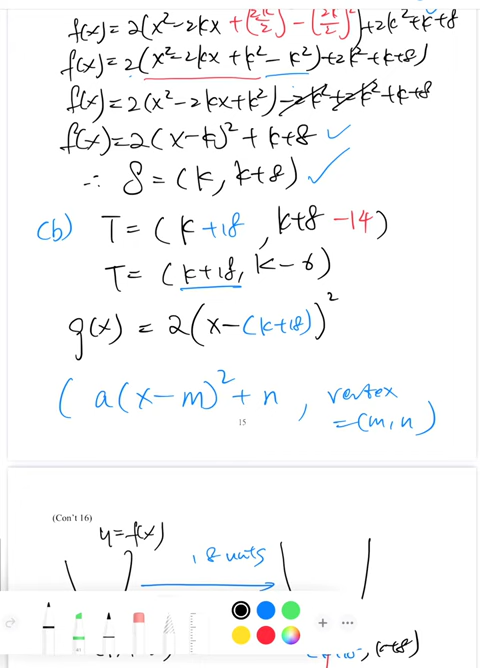 f(x) = 2(x² - 2kx + (2k/2)² - (2k/2)²) + 2k² + k + 8
f(x) = 2(x² - 2kx + k² - k²) + 2k² + k + 8
f(x) = 2(x² - 2kx + k²) - 2k² + 2k² + k + 8
f(x) = 2(x - k)² + k + 8 ✓
∴ S = (k, k+8) ✓
(b) T = (k + 18, k+8 - 14)
T = (k+18, k - 6)
g(x) = 2(x - (k+18))²
( a(x - m)² + n, vertex
= (m, n)
15
(Con't 16)
y = f(x)
18 units
, k+8)